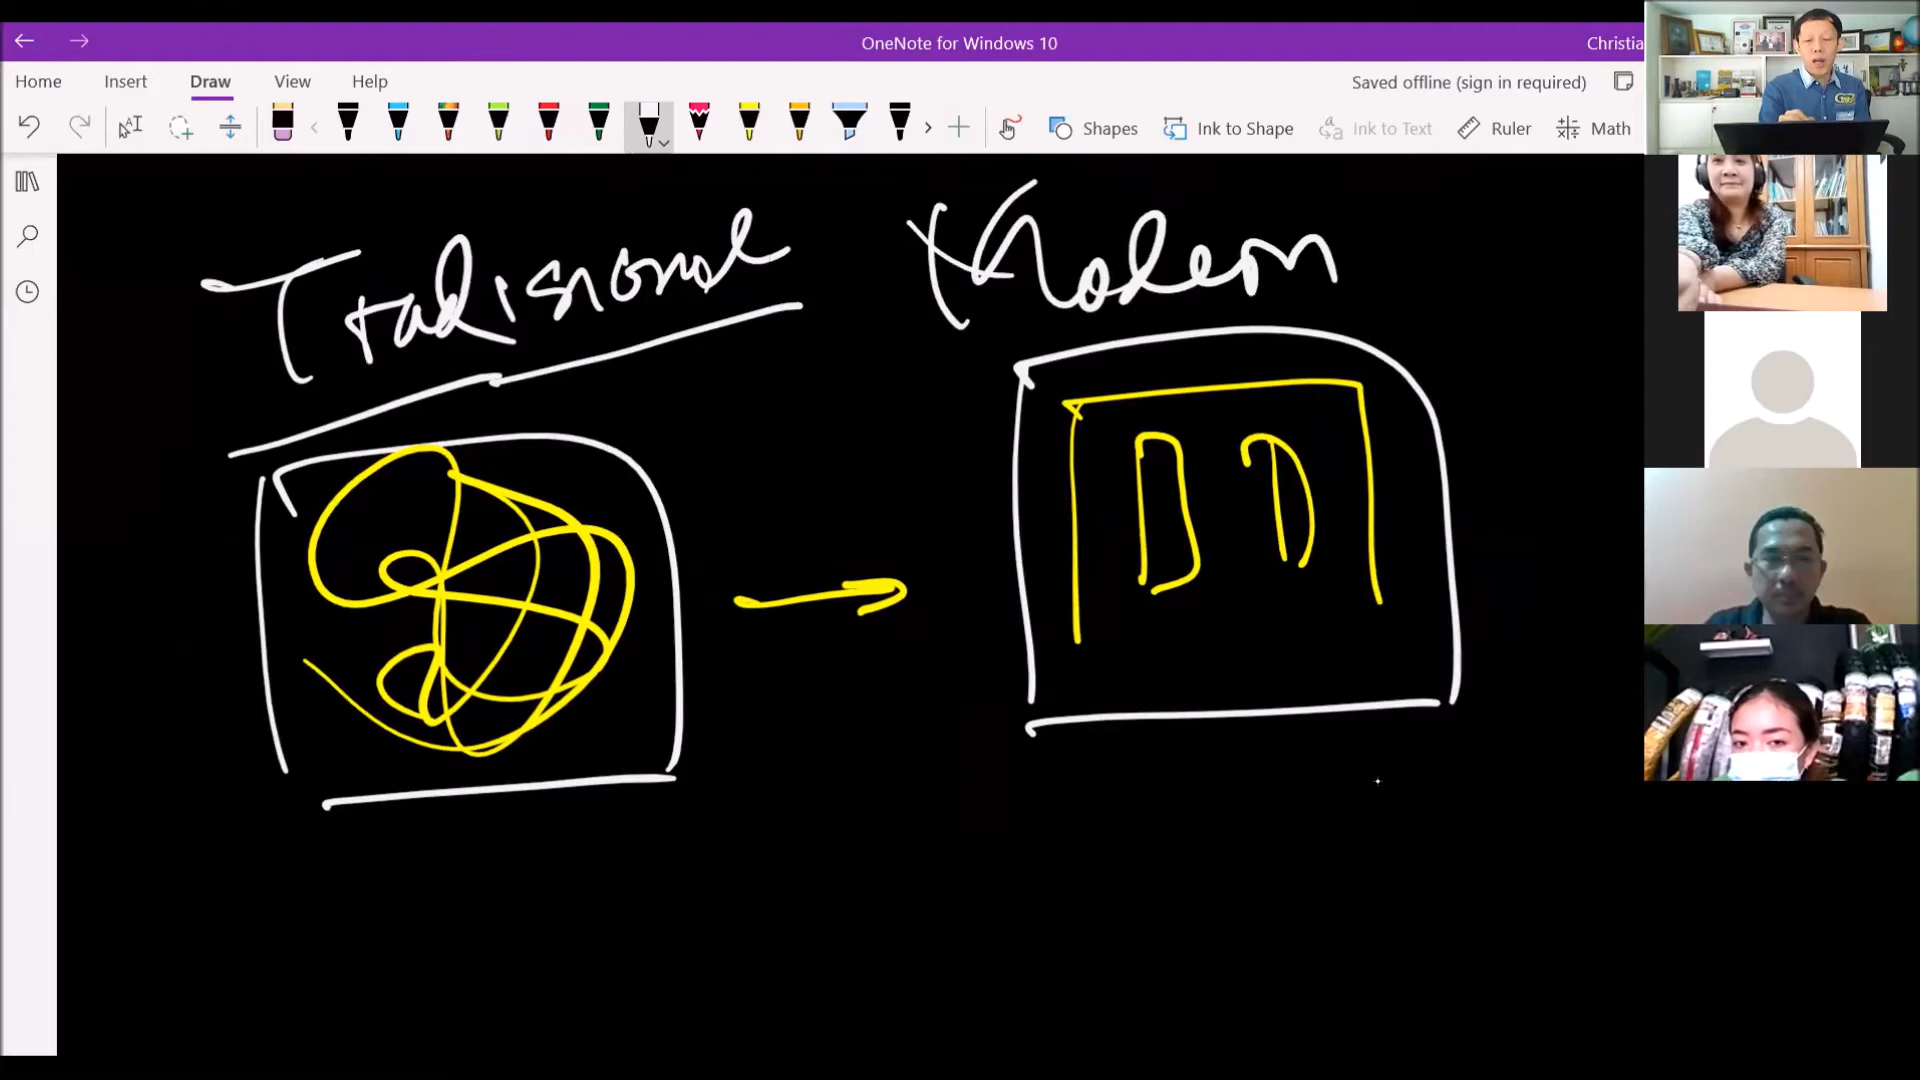 OneNote for Windows 10
Christia
Home Insert Draw View Help
Saved offline (sign in required)
Shapes Ink to Shape Ink to Text Ruler Math
Tradisional Modern